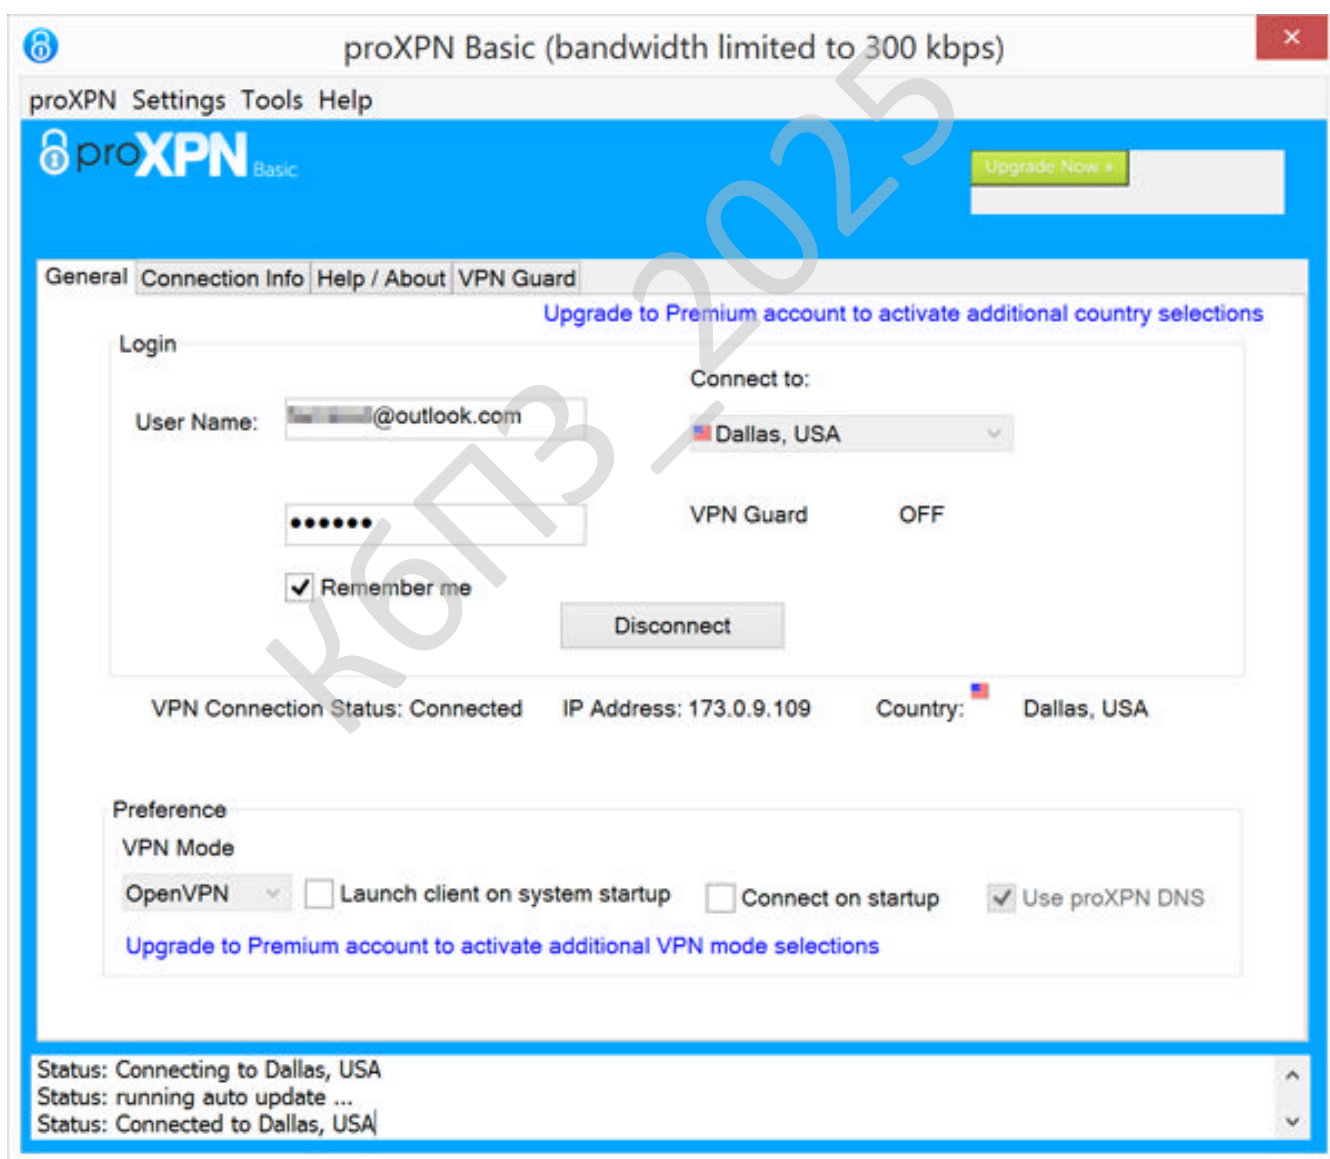 proXPN Basic (bandwidth limited to 300 kbps)
proXPN Settings Tools Help
proXPN Basic
Upgrade Now »
General Connection Info Help / About VPN Guard
Upgrade to Premium account to activate additional country selections
Login
Connect to:
User Name: @outlook.com
Dallas, USA
VPN Guard OFF
Remember me
Disconnect
VPN Connection Status: Connected IP Address: 173.0.9.109 Country: Dallas, USA
Preference
VPN Mode
OpenVPN Launch client on system startup Connect on startup Use proXPN DNS
Upgrade to Premium account to activate additional VPN mode selections
Status: Connecting to Dallas, USA
Status: running auto update ...
Status: Connected to Dallas, USA
КбПЗ_2025